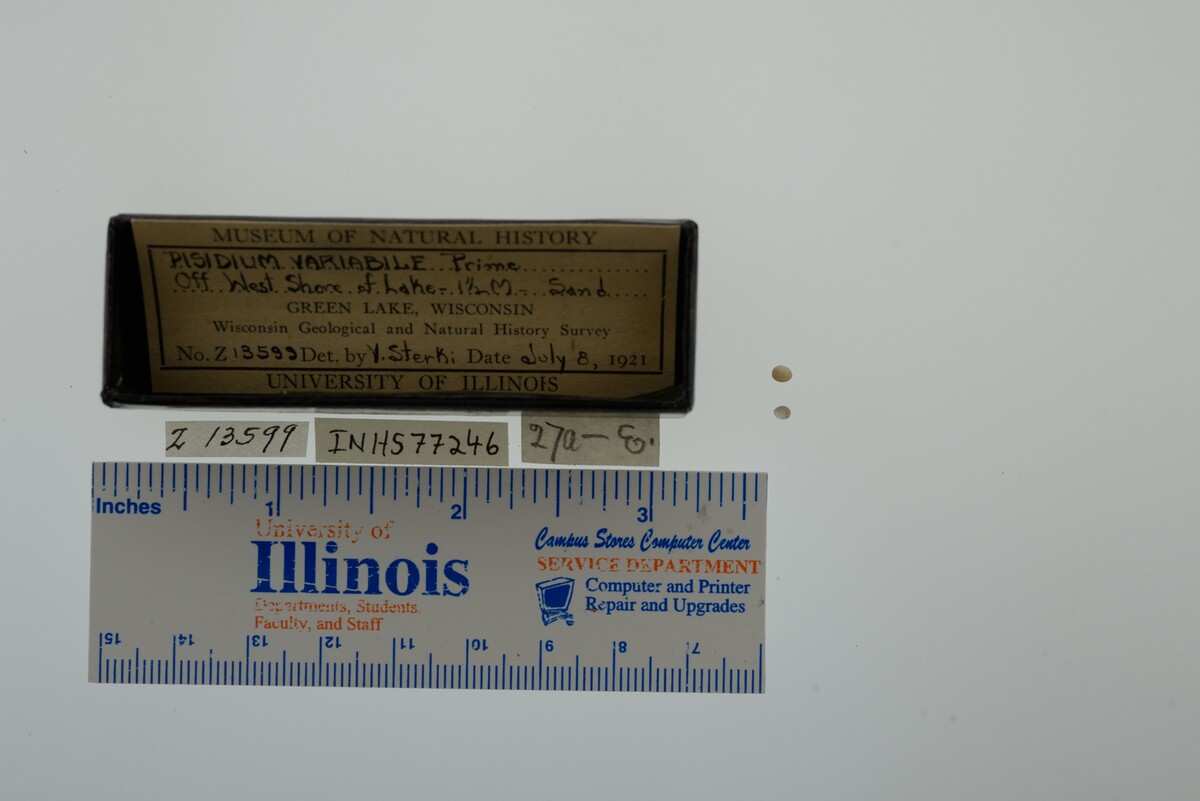 MUSEUM OF NATURAL HISTORY
PISIDIUM VARIABILE Prime
Off West Shore of Lake - 1½ M - Sand
GREEN LAKE, WISCONSIN
Wisconsin Geological and Natural History Survey
No. Z 13599 Det. by V. Sterki Date July 8, 1921
UNIVERSITY OF ILLINOIS
Z 13599
INHS77246
27a-
Inches 1 2 3
University of
Illinois
Departments, Students,
Faculty, and Staff
Campus Stores Computer Center
SERVICE DEPARTMENT
Computer and Printer
Repair and Upgrades
15 14 13 12 11 10 9 8 7